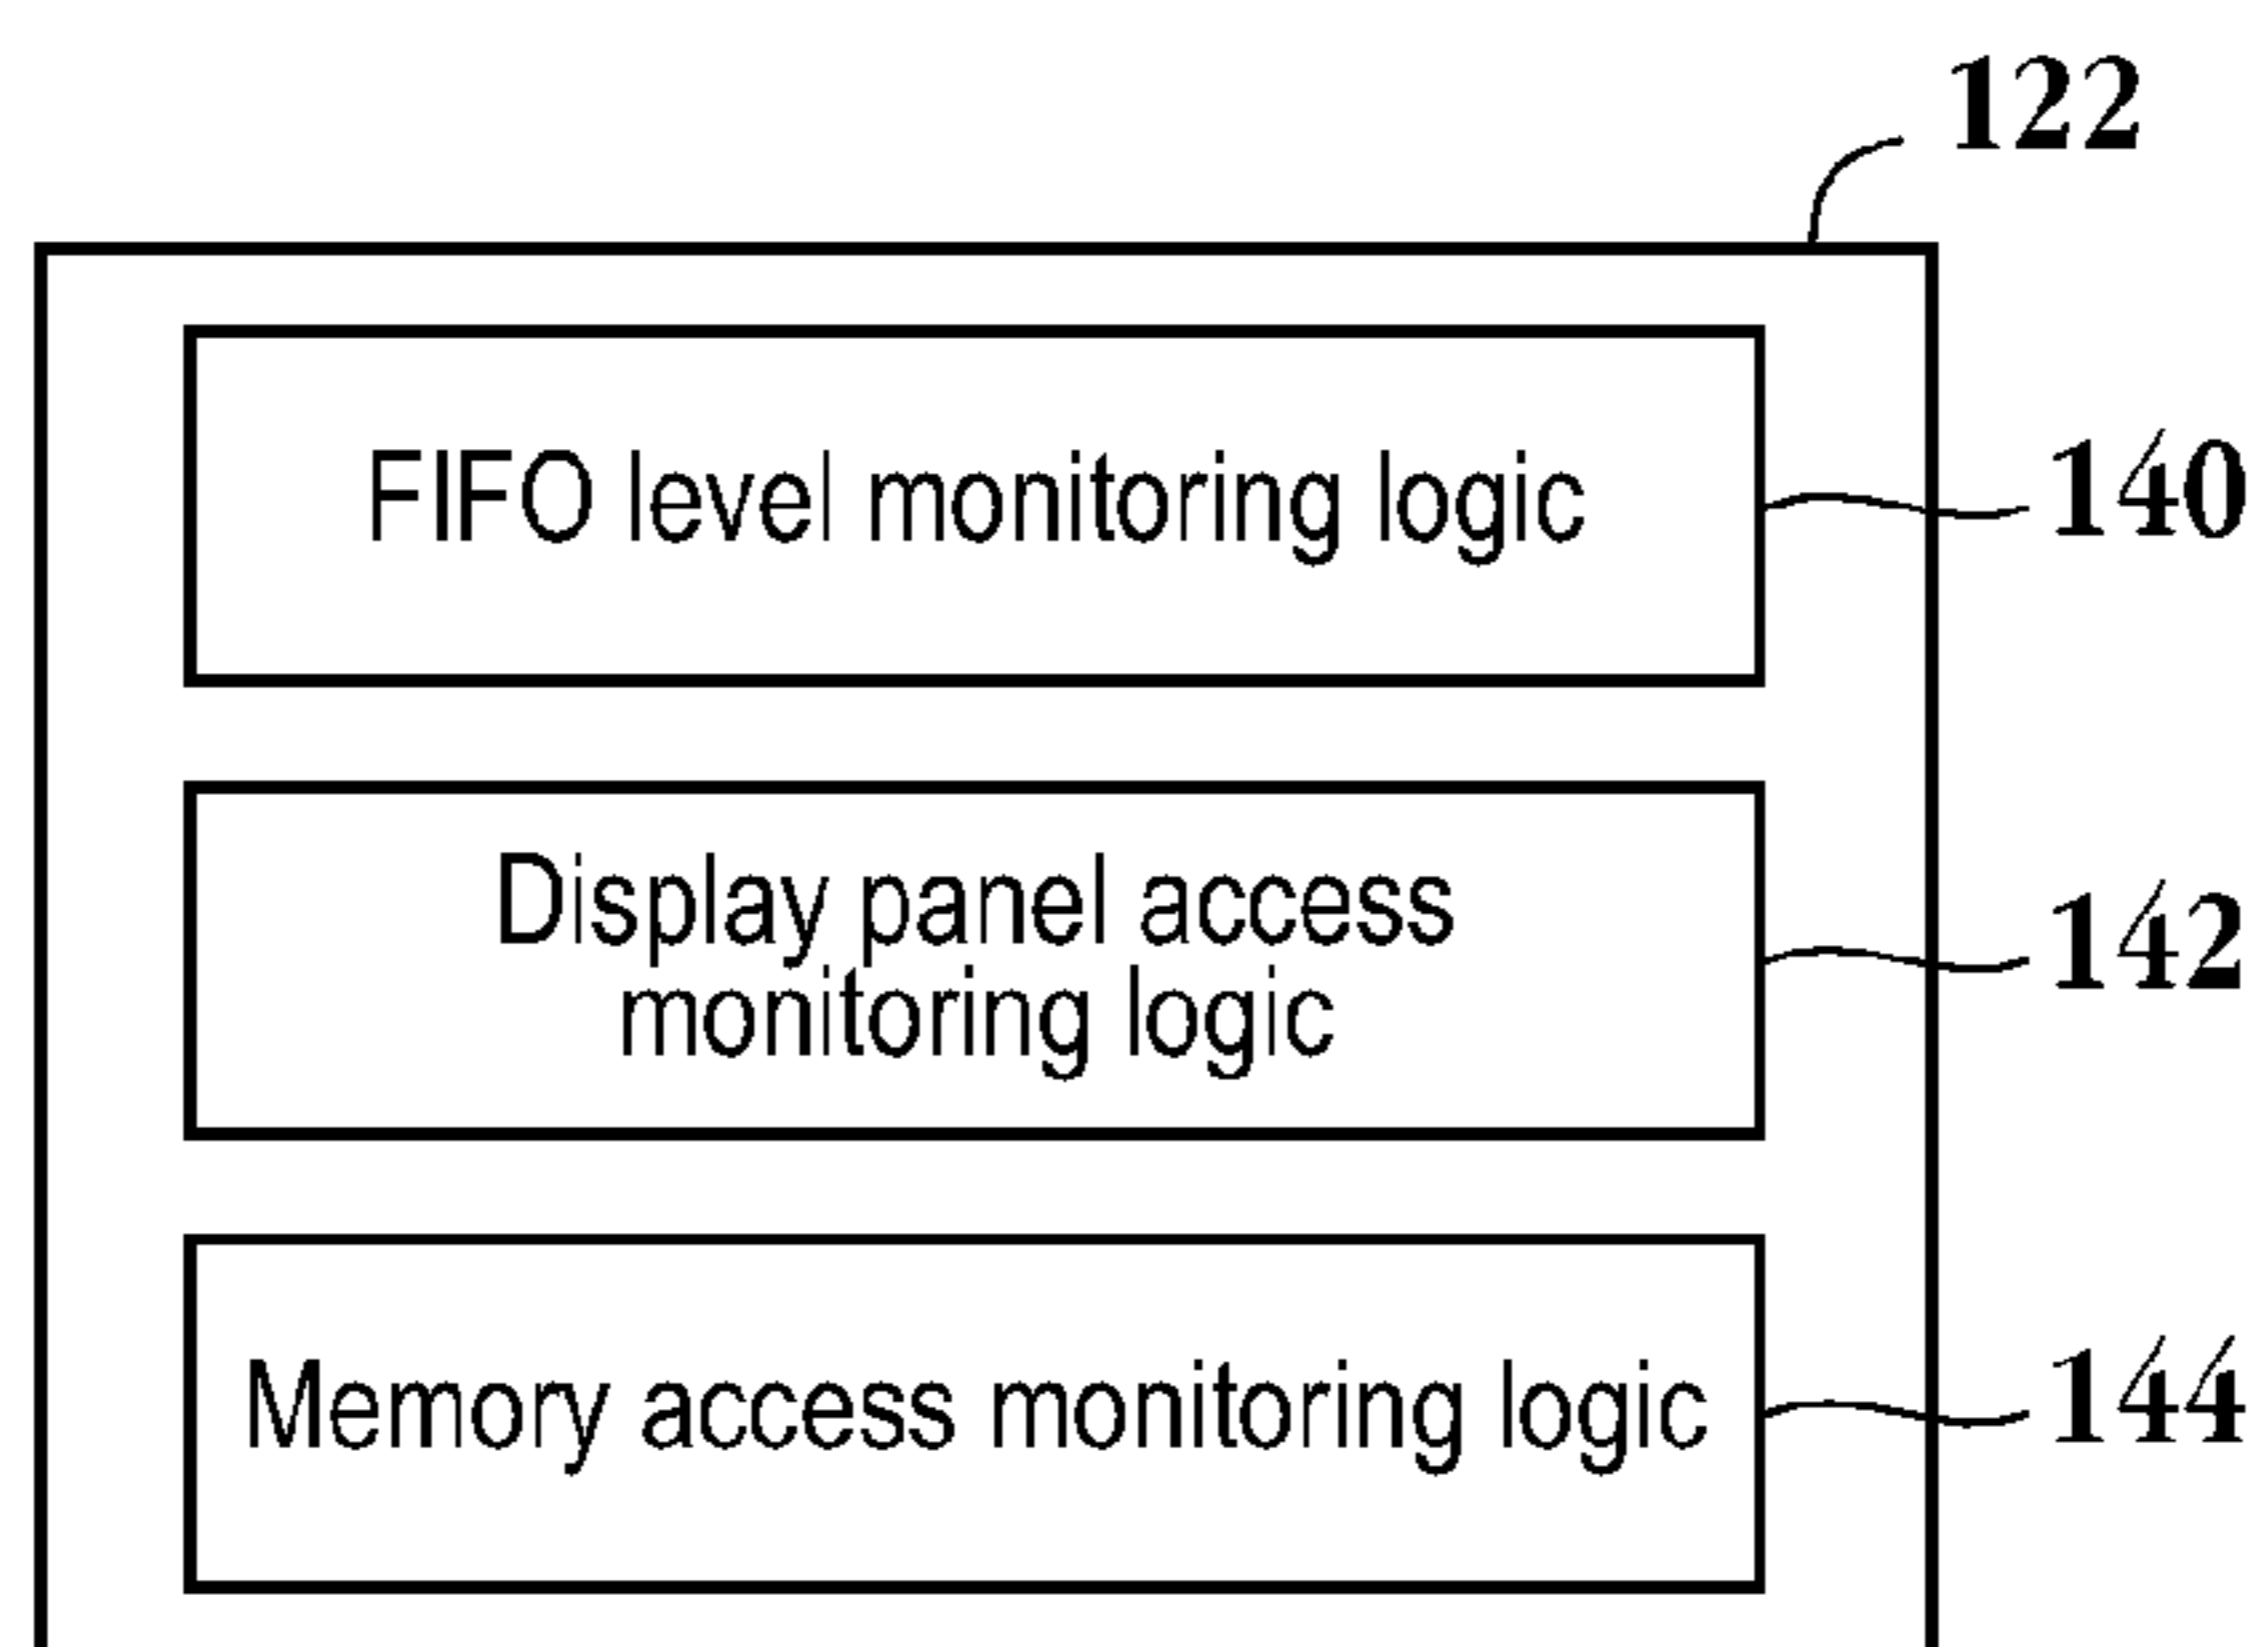 122
FIFO level monitoring logic
140
Display panel access
monitoring logic
142
Memory access monitoring logic
144